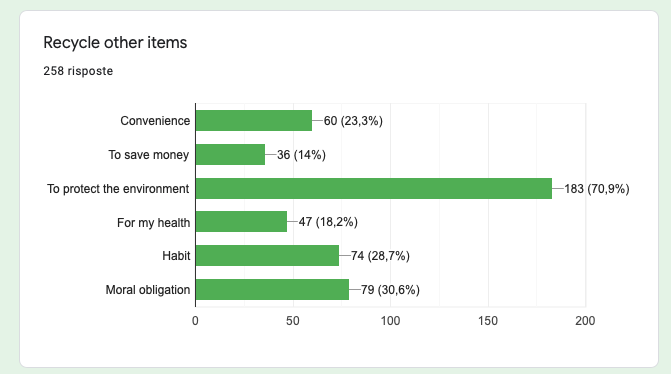 Recycle other items
258 risposte
Convenience 60 (23,3%)
To save money 36 (14%)
To protect the environment 183 (70,9%)
For my health 47 (18,2%)
Habit 74 (28,7%)
Moral obligation 79 (30,6%)
0 50 100 150 200